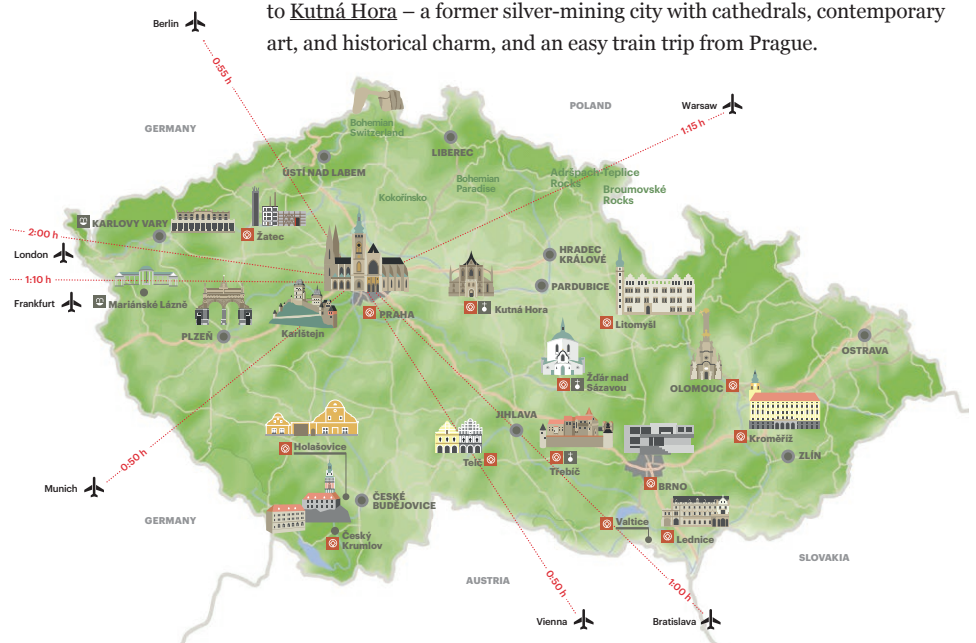 to Kutná Hora – a former silver-mining city with cathedrals, contemporary
art, and historical charm, and an easy train trip from Prague.
Berlin
0:55 h
GERMANY
POLAND
Warsaw
1:15 h
Bohemian
Switzerland
LIBEREC
ÚSTÍ NAD LABEM
Kokořínsko
Bohemian
Paradise
Adršpach-Teplice
Rocks
Broumovské
Rocks
KARLOVY VARY
Žatec
2:00 h
London
1:10 h
Frankfurt
Mariánské Lázně
PLZEŇ
Karlštejn
PRAHA
Kutná Hora
HRADEC
KRÁLOVÉ
PARDUBICE
Litomyšl
OSTRAVA
Žďár nad
Sázavou
OLOMOUC
JIHLAVA
Kroměříž
ZLÍN
Holašovice
Telč
Třebíč
BRNO
0:50 h
Munich
ČESKÉ
BUDĚJOVICE
GERMANY
Český
Krumlov
Valtice
Lednice
SLOVAKIA
AUSTRIA
0:50 h
Vienna
1:00 h
Bratislava